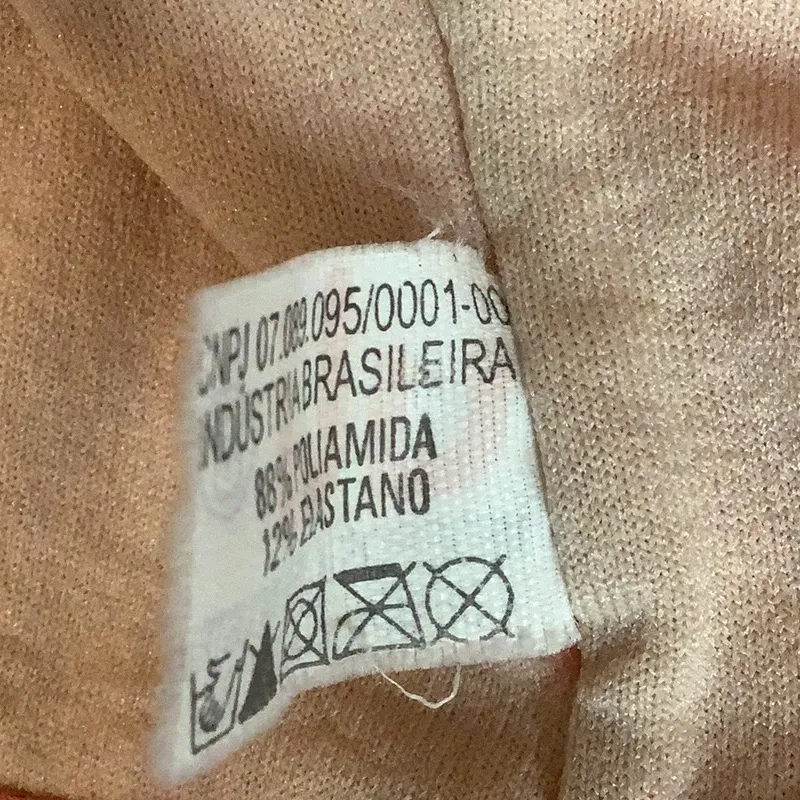 CNPJ 07.089.095/0001-00
INDÚSTRIA BRASILEIRA
88% POLIAMIDA
12% ELASTANO